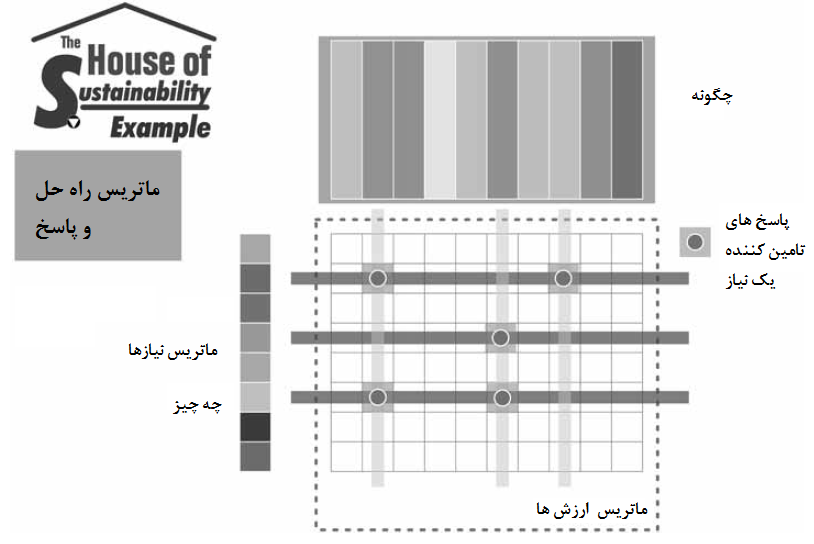 The
House of
Sustainability
Example
چگونه
ماتریس راه حل
و پاسخ
پاسخ های
تامین کننده
یک نیاز
ماتریس نیازها
چه چیز
ماتریس ارزش ها